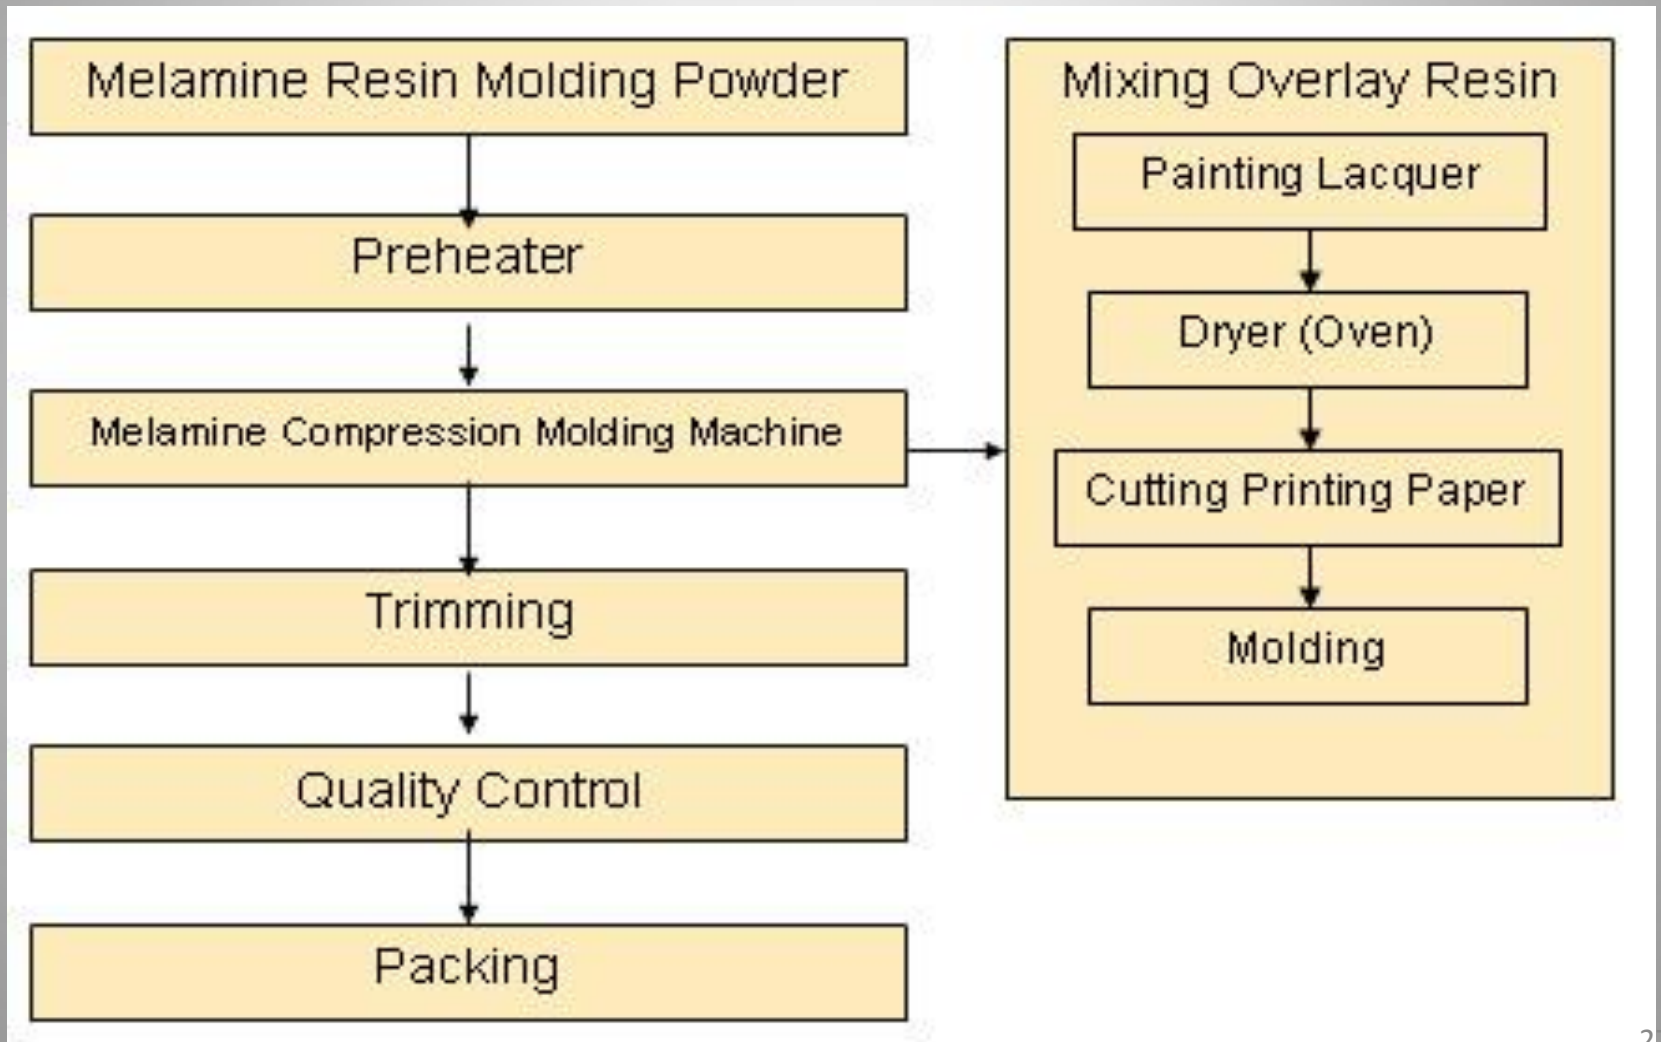 Melamine Resin Molding Powder
Preheater
Melamine Compression Molding Machine
Trimming
Quality Control
Packing
Mixing Overlay Resin
Painting Lacquer
Dryer (Oven)
Cutting Printing Paper
Molding